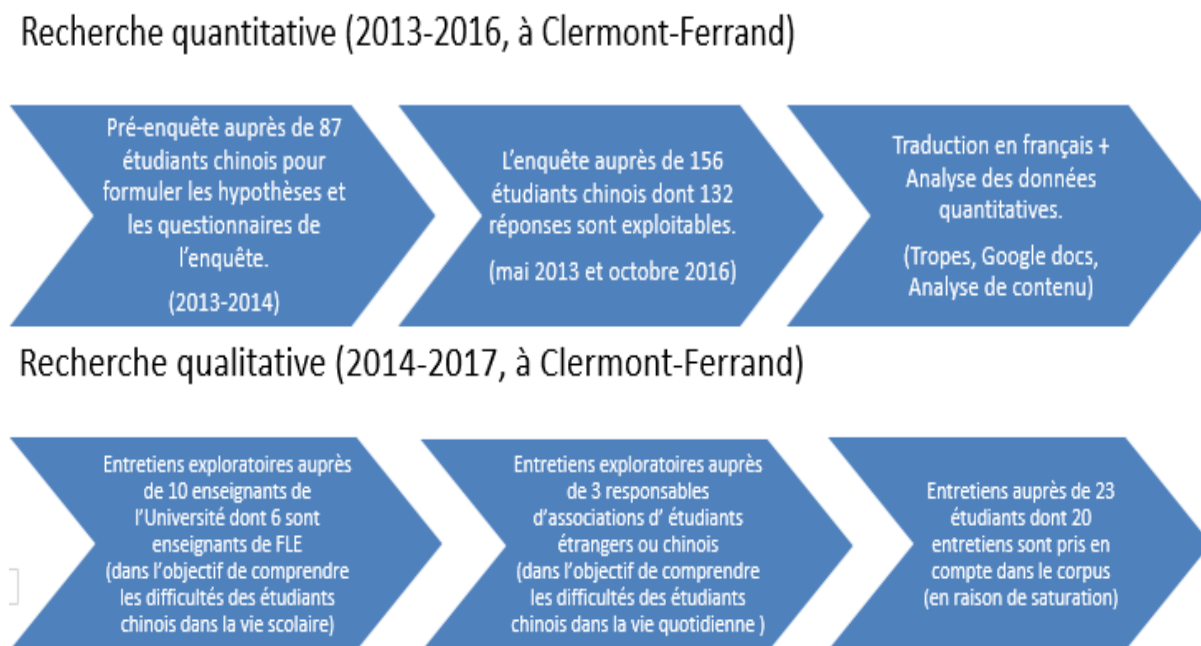 Recherche quantitative (2013-2016, à Clermont-Ferrand)
Pré-enquête auprès de 87
étudiants chinois pour
formuler les hypothèses et
les questionnaires de
l'enquête.
(2013-2014)
L'enquête auprès de 156
étudiants chinois dont 132
réponses sont exploitables.
(mai 2013 et octobre 2016)
Traduction en français +
Analyse des données
quantitatives.
(Tropes, Google docs,
Analyse de contenu)
Recherche qualitative (2014-2017, à Clermont-Ferrand)
Entretiens exploratoires auprès
de 10 enseignants de
l'Université dont 6 sont
enseignants de FLE
(dans l'objectif de comprendre
les difficultés des étudiants
chinois dans la vie scolaire)
Entretiens exploratoires auprès
de 3 responsables
d'associations d' étudiants
étrangers ou chinois
(dans l'objectif de comprendre
les difficultés des étudiants
chinois dans la vie quotidienne )
Entretiens auprès de 23
étudiants dont 20
entretiens sont pris en
compte dans le corpus
(en raison de saturation)